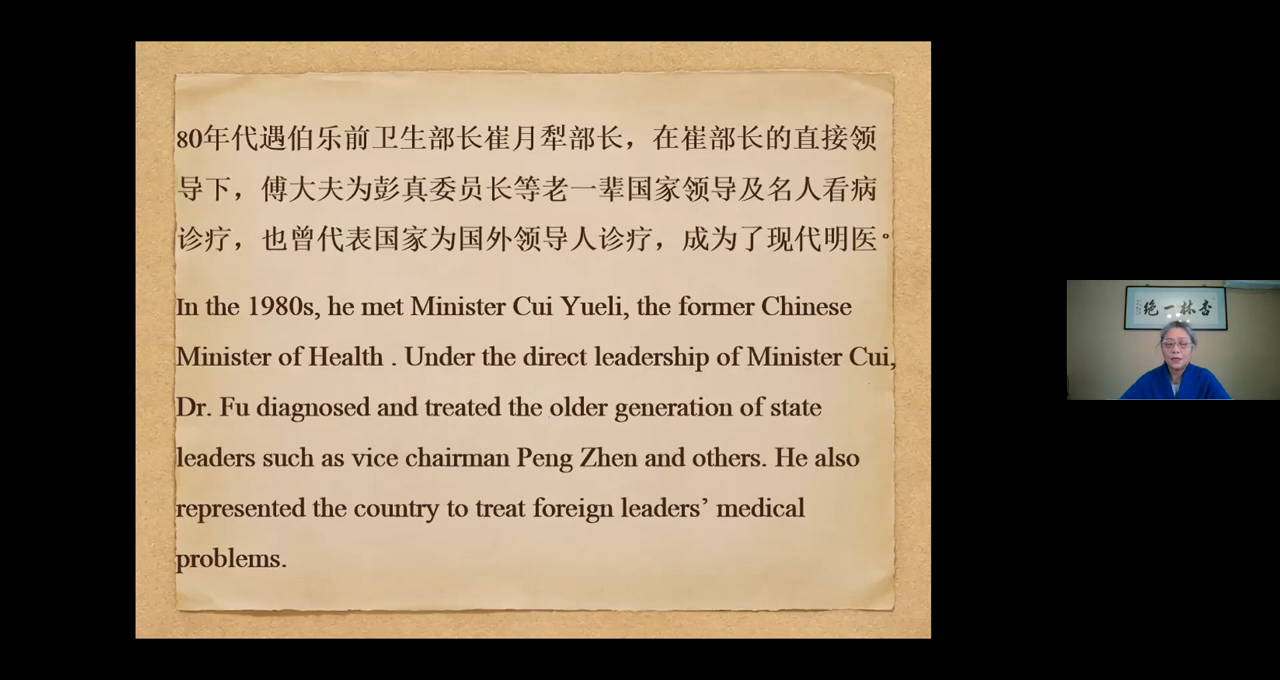 80年代遇伯乐前卫生部长崔月犁部长，在崔部长的直接领
导下，傅大夫为彭真委员长等老一辈国家领导及名人看病
诊疗，也曾代表国家为国外领导人诊疗，成为了现代明医。
In the 1980s, he met Minister Cui Yueli, the former Chinese
Minister of Health . Under the direct leadership of Minister Cui,
Dr. Fu diagnosed and treated the older generation of state
leaders such as vice chairman Peng Zhen and others. He also
represented the country to treat foreign leaders’ medical
problems.
绝一林杏